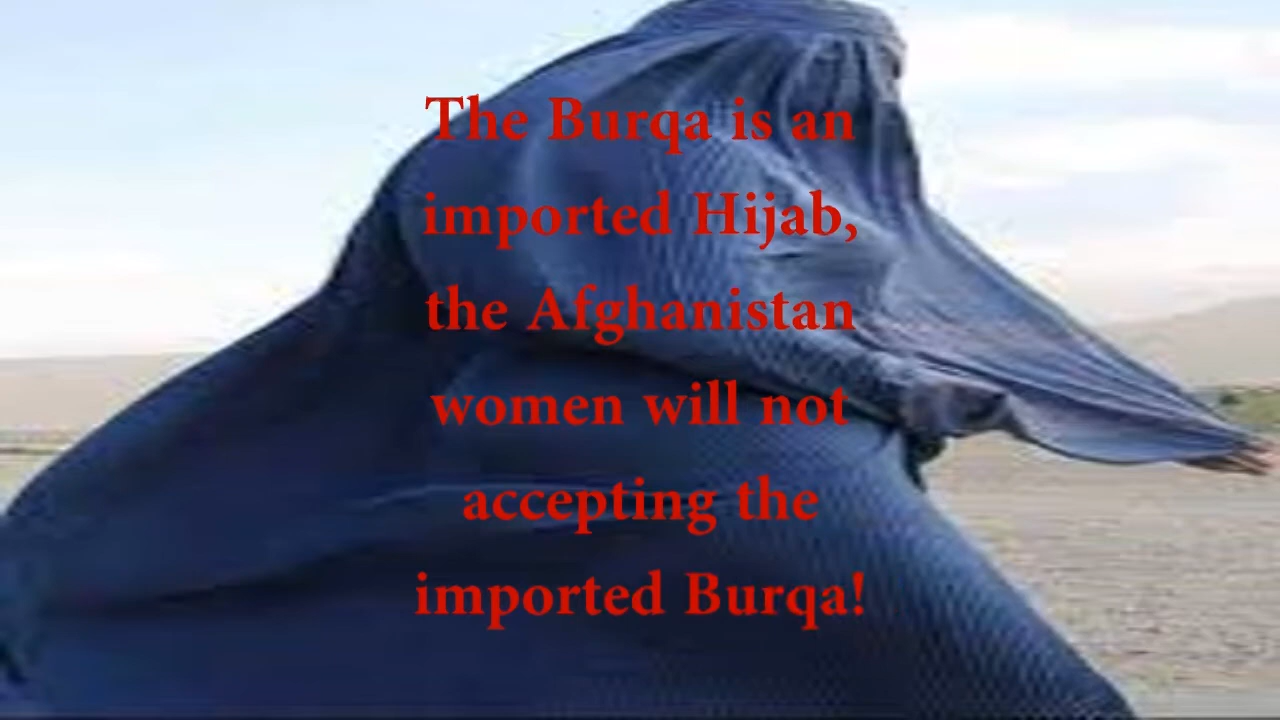 The Burqa is an
imported Hijab,
the Afghanistan
women will not
accepting the
imported Burqa!